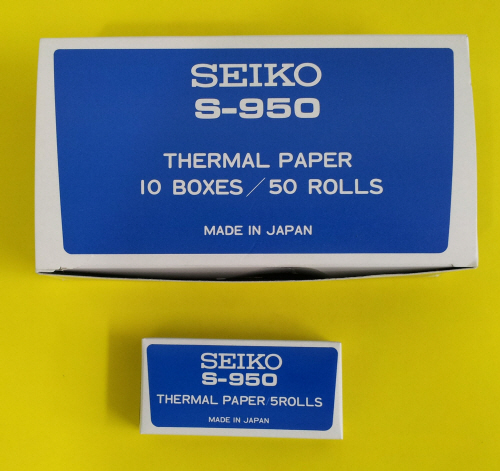 SEIKO
S-950
THERMAL PAPER
10 BOXES/50 ROLLS
MADE IN JAPAN
SEIKO
S-950
THERMAL PAPER/5ROLLS
MADE IN JAPAN